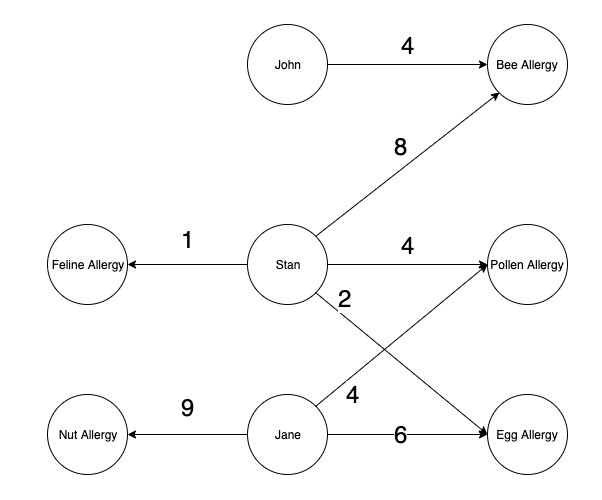 John
4
Bee Allergy
8
Feline Allergy
1
Stan
4
Pollen Allergy
2
Nut Allergy
9
Jane
4
6
Egg Allergy